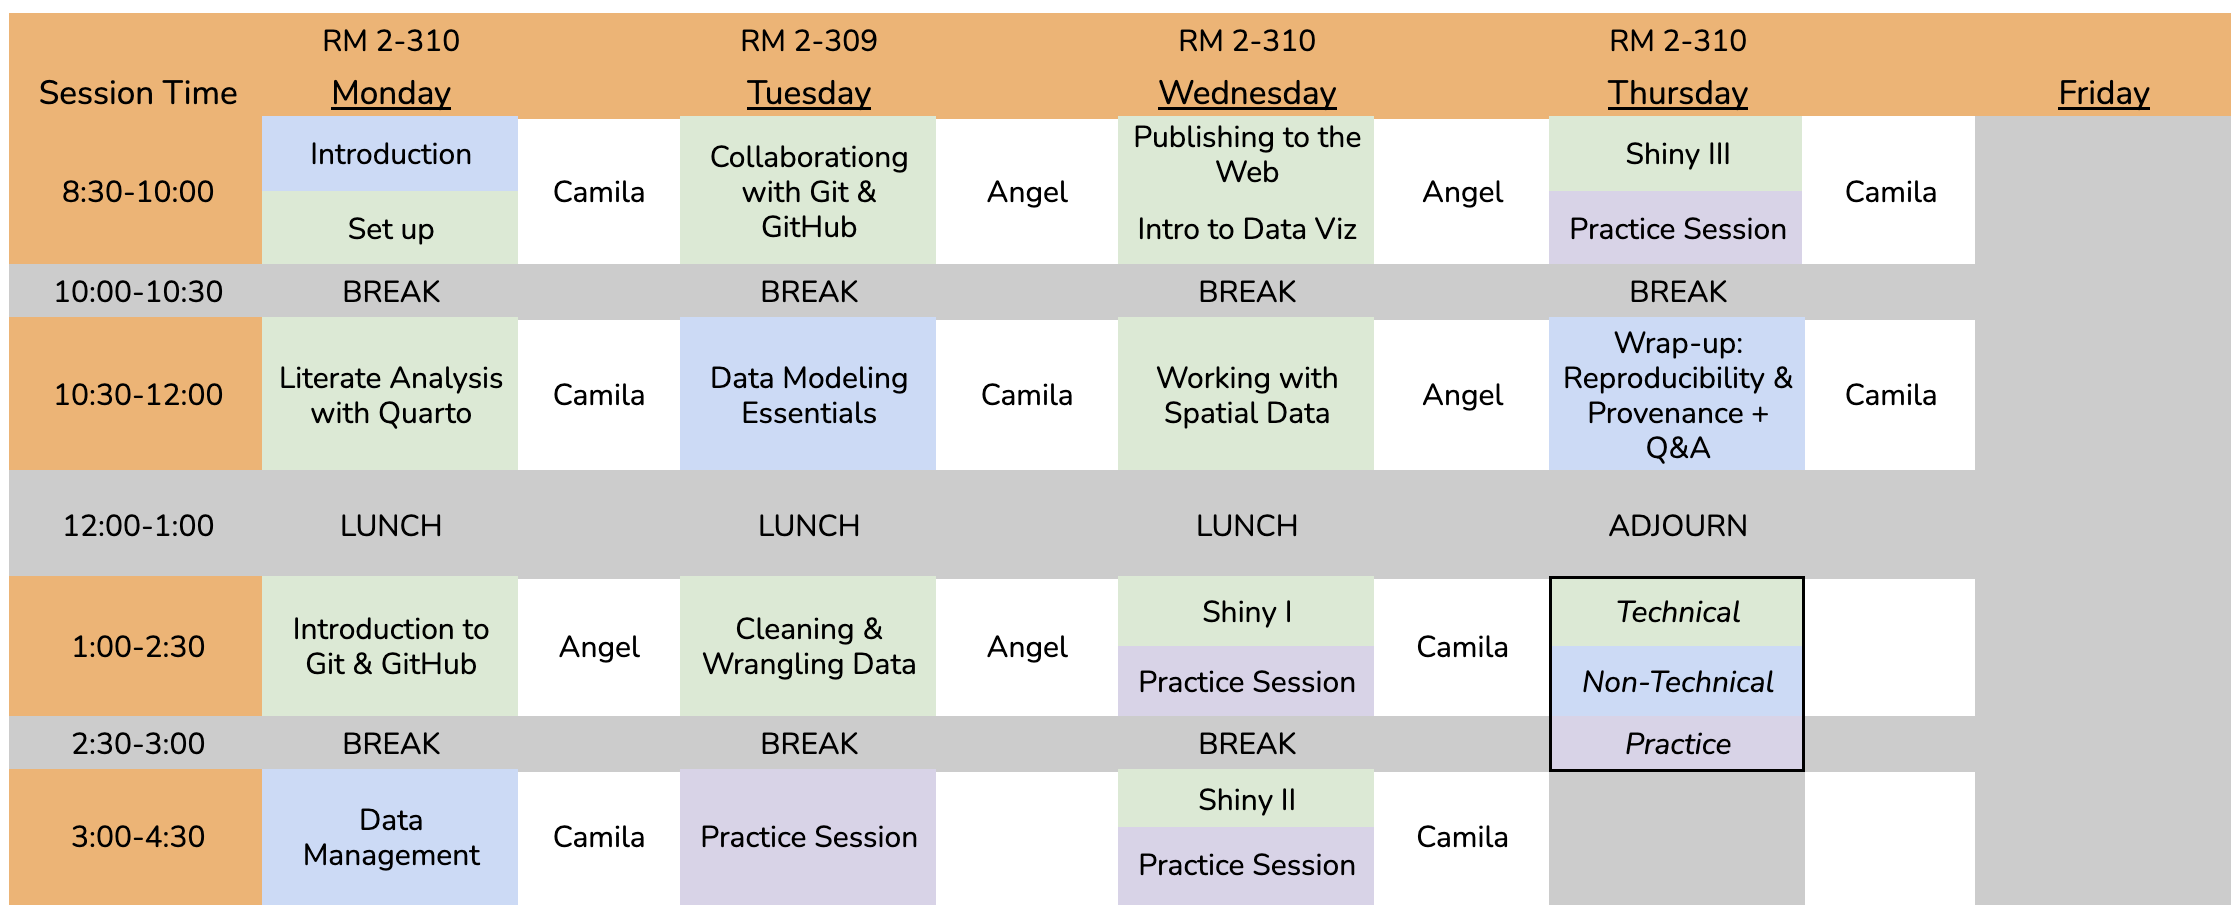 RM 2-310
RM 2-309
RM 2-310
RM 2-310
Session Time
Monday
Tuesday
Wednesday
Thursday
Friday
8:30-10:00
Introduction
Set up
Camila
Collaborationg
with Git &
GitHub
Angel
Publishing to the
Web
Intro to Data Viz
Angel
Shiny III
Practice Session
Camila
10:00-10:30
BREAK
BREAK
BREAK
BREAK
10:30-12:00
Literate Analysis
with Quarto
Camila
Data Modeling
Essentials
Camila
Working with
Spatial Data
Angel
Wrap-up:
Reproducibility &
Provenance +
Q&A
Camila
12:00-1:00
LUNCH
LUNCH
LUNCH
ADJOURN
1:00-2:30
Introduction to
Git & GitHub
Angel
Cleaning &
Wrangling Data
Angel
Shiny I
Practice Session
Camila
Technical
Non-Technical
2:30-3:00
BREAK
BREAK
BREAK
Practice
3:00-4:30
Data
Management
Camila
Practice Session
Shiny II
Practice Session
Camila